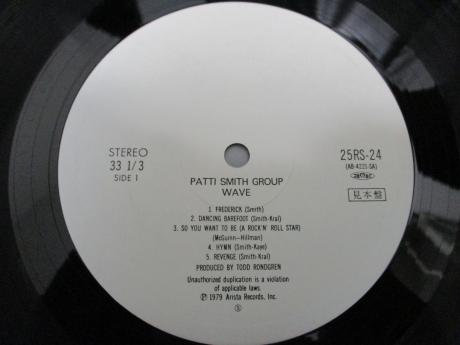 STEREO
33 1/3
SIDE 1
25RS-24
(AB-4221-SA)
見本盤
PATTI SMITH GROUP
WAVE
1. FREDERICK (Smith)
2. DANCING BAREFOOT (Smith-Kral)
3. SO YOU WANT TO BE (A ROCK'N' ROLL STAR)
(McGuinn-Hillman)
4. HYMN (Smith-Kaye)
5. REVENGE (Smith-Kral)
PRODUCED BY TODD RONDGREN
Unauthorized duplication is a violation
of applicable laws.
Ⓟ 1979 Arista Records, Inc.
Ⓢ